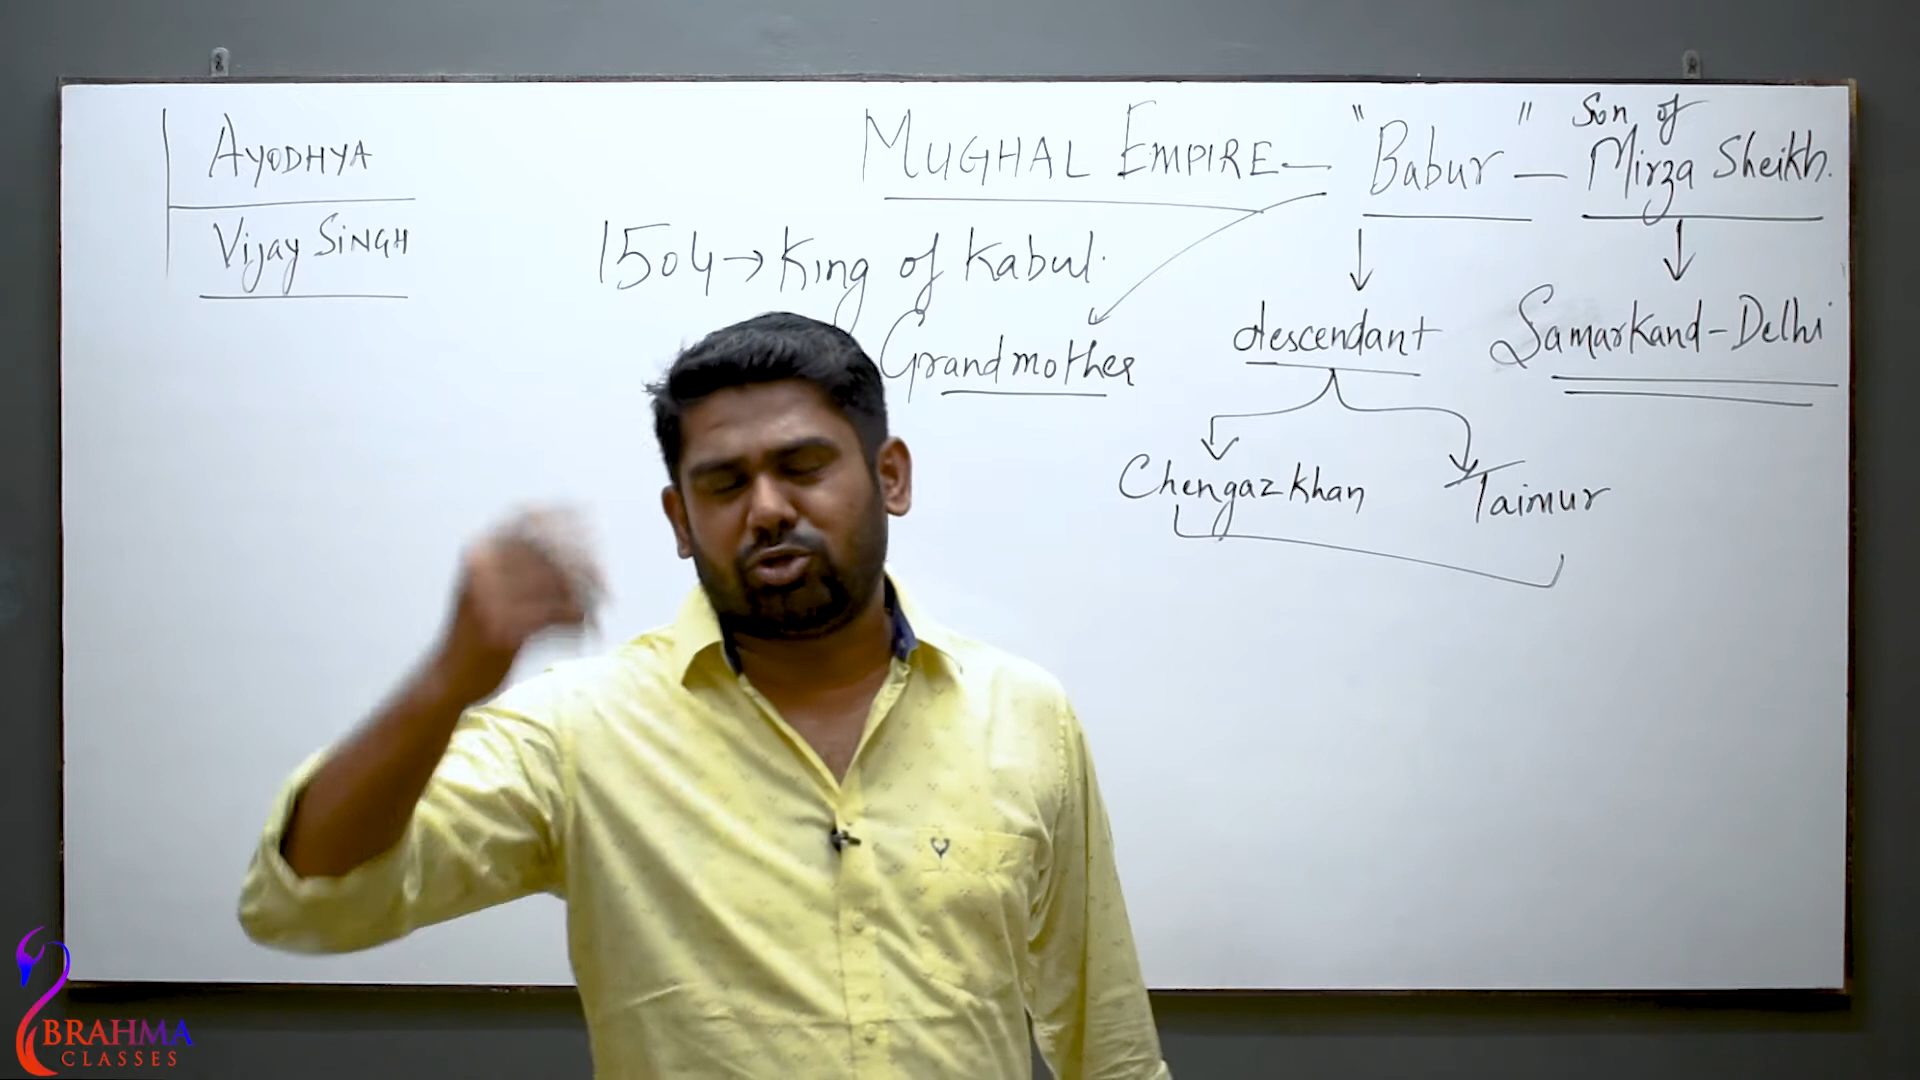 AYODHYA
Vijay SINGH
MUGHAL EMPIRE — "Babur" — Son of Mirza Sheikh.
1504 → King of Kabul.
Grandmother
descendant
Samarkand-Delhi
Chengaz khan
Taimur
BRAHMA
CLASSES